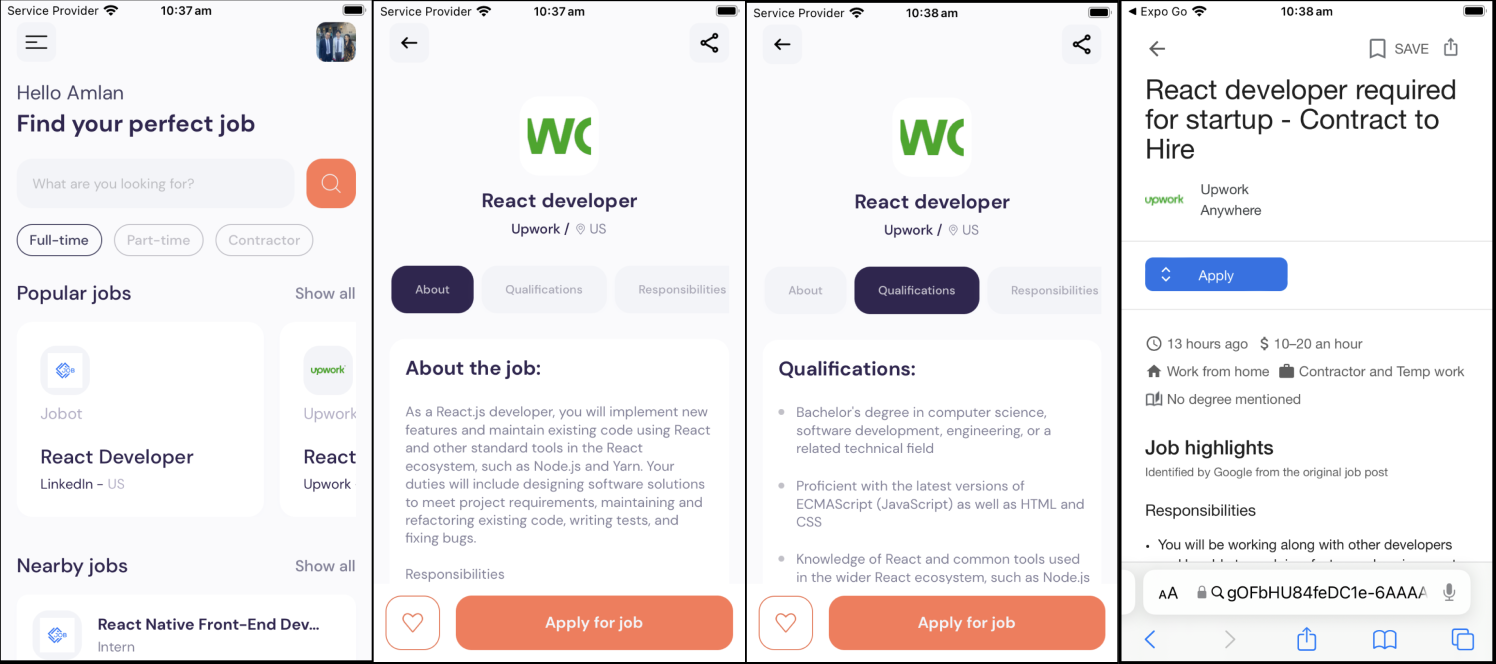 Service Provider 10:37 am
Hello Amlan
Find your perfect job
What are you looking for?
Full-time Part-time Contractor
Popular jobs Show all
Jobot
React Developer
LinkedIn - US
upwork
Upwork
React
Upwork
Nearby jobs Show all
React Native Front-End Dev...
Intern
Service Provider 10:37 am
WC
React developer
Upwork / US
About Qualifications Responsibilities
About the job:
As a React.js developer, you will implement new
features and maintain existing code using React
and other standard tools in the React
ecosystem, such as Node.js and Yarn. Your
duties will include designing software solutions
to meet project requirements, maintaining and
refactoring existing code, writing tests, and
fixing bugs.
Responsibilities
Apply for job
Service Provider 10:38 am
WC
React developer
Upwork / US
About Qualifications Responsibilities
Qualifications:
• Bachelor's degree in computer science,
software development, engineering, or a
related technical field
• Proficient with the latest versions of
ECMAScript (JavaScript) as well as HTML and
CSS
• Knowledge of React and common tools used
in the wider React ecosystem, such as Node.js
Apply for job
Expo Go 10:38 am
SAVE
React developer required
for startup - Contract to
Hire
upwork
Upwork
Anywhere
Apply
13 hours ago $ 10–20 an hour
Work from home Contractor and Temp work
No degree mentioned
Job highlights
Identified by Google from the original job post
Responsibilities
• You will be working along with other developers
AA gOFbHU84feDC1e-6AAAA